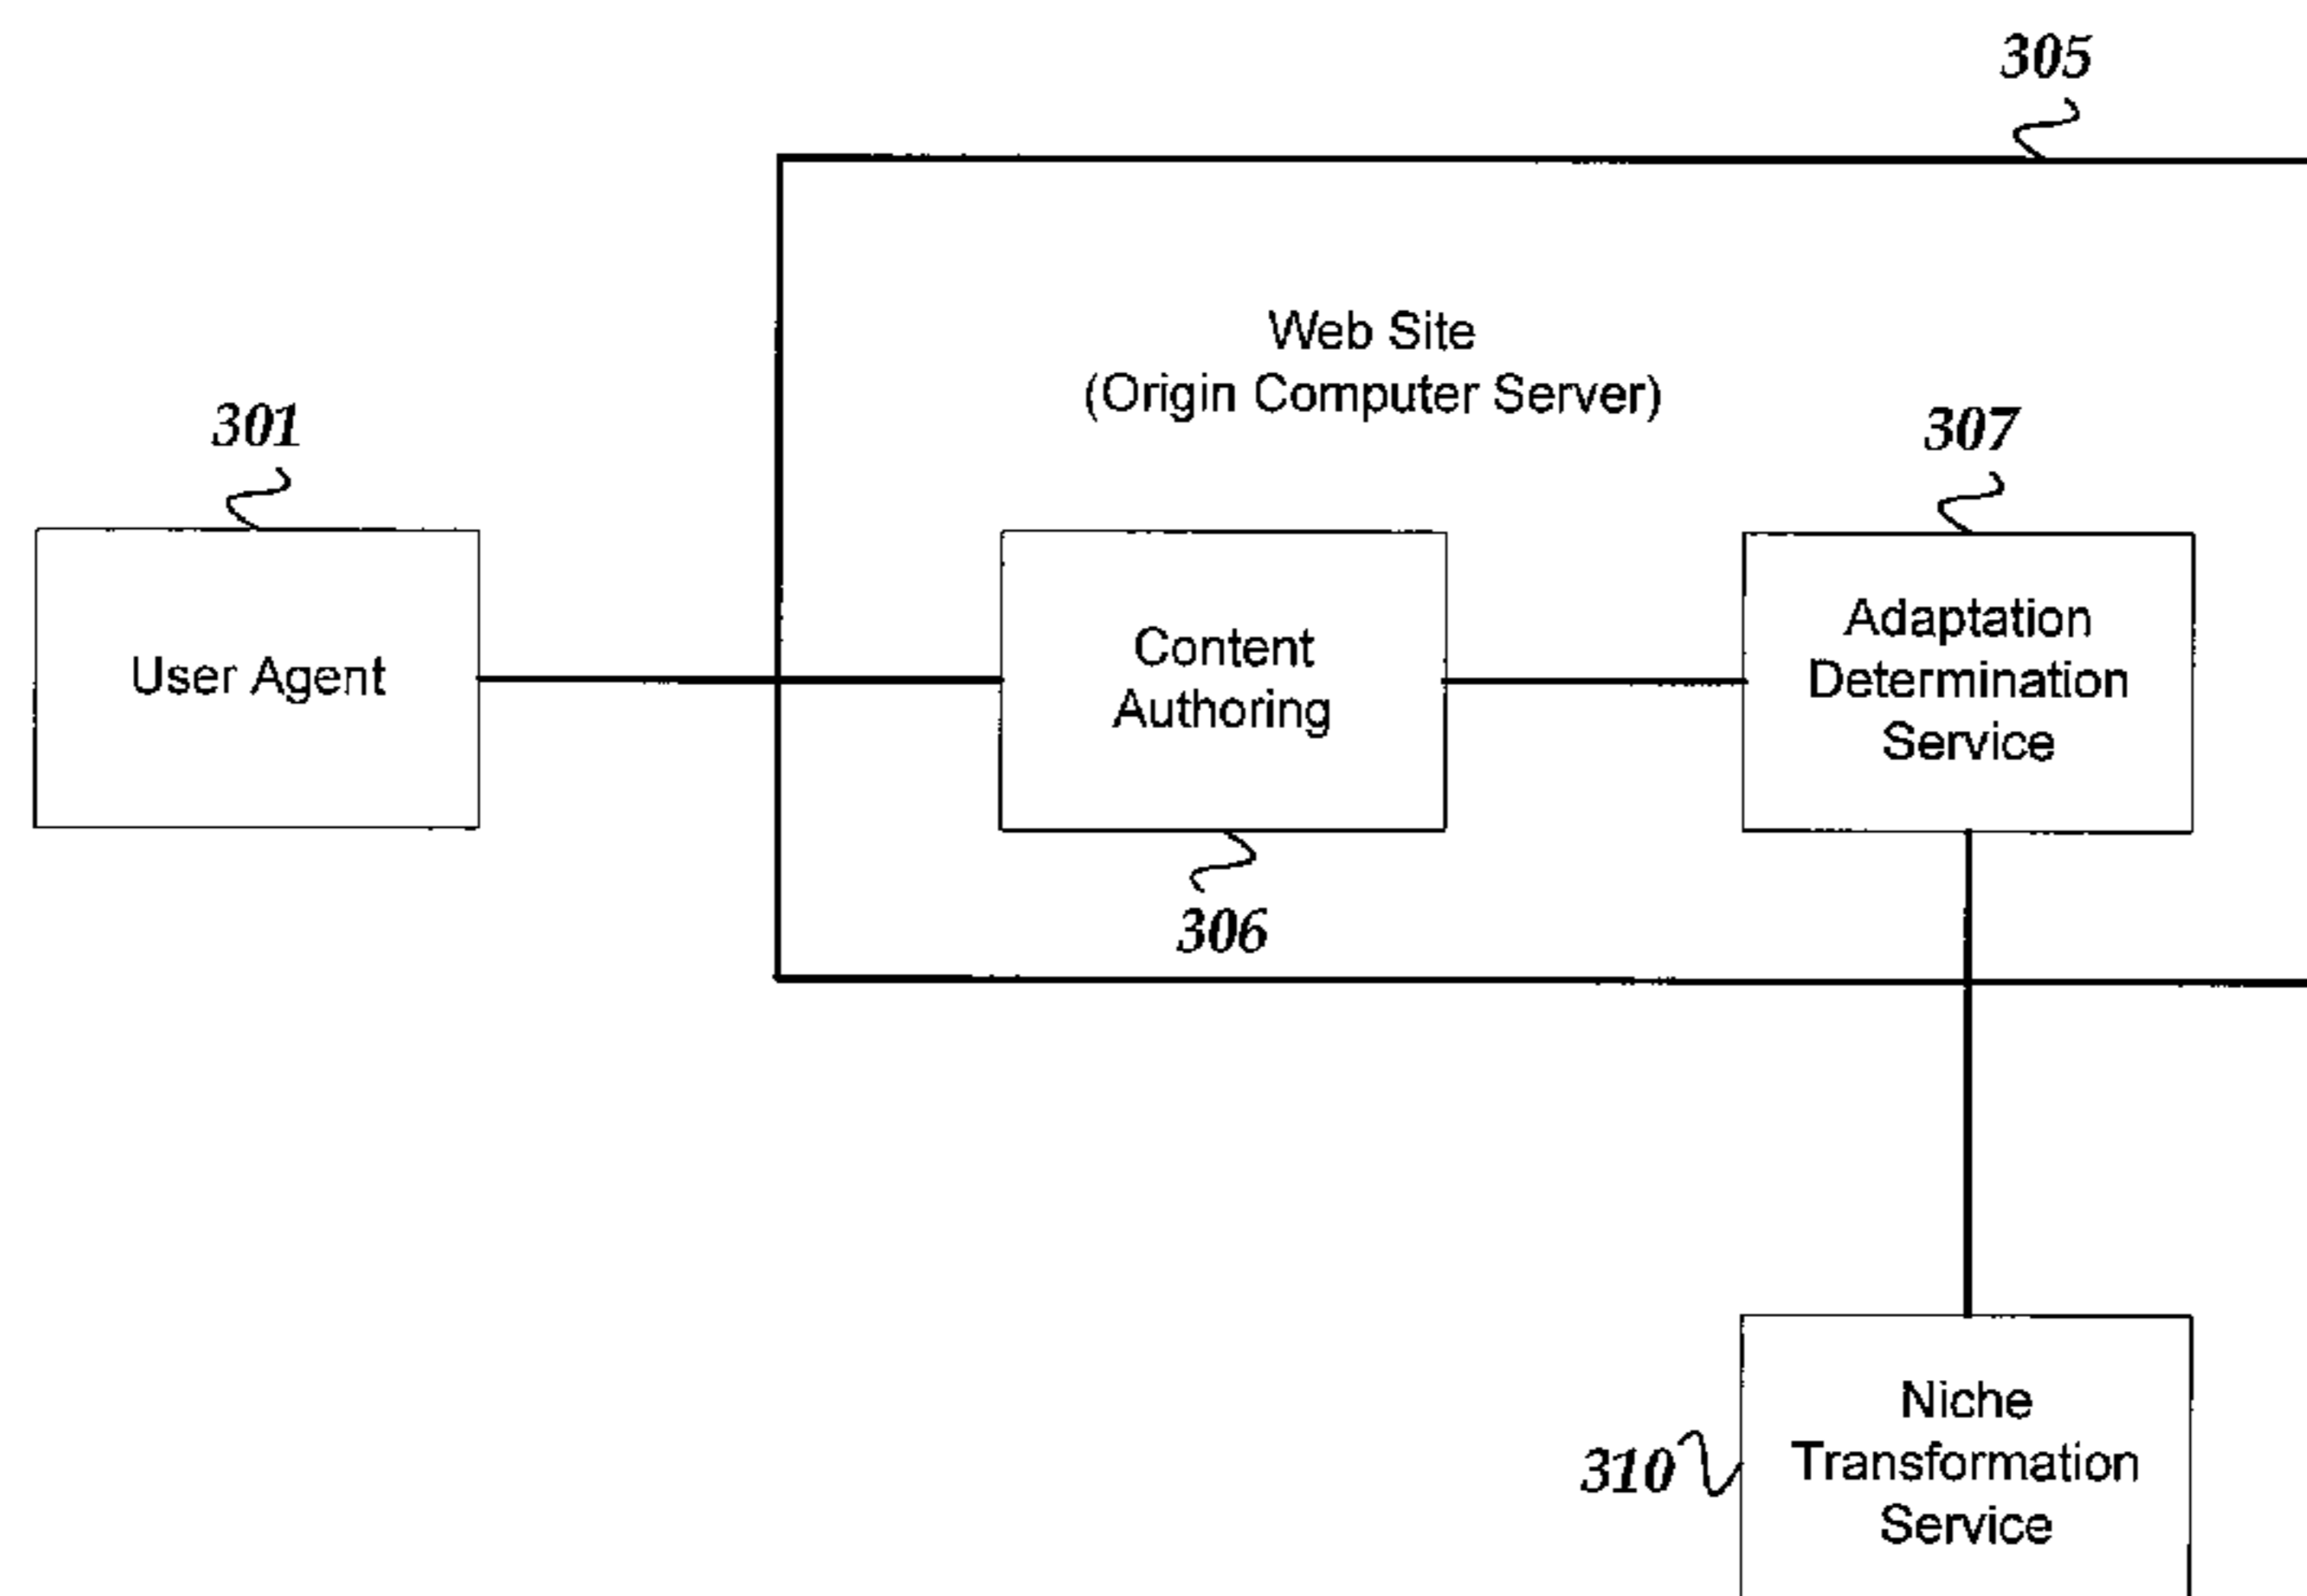 305
Web Site
(Origin Computer Server)
301
307
User Agent
Content
Authoring
Adaptation
Determination
Service
306
310
Niche
Transformation
Service